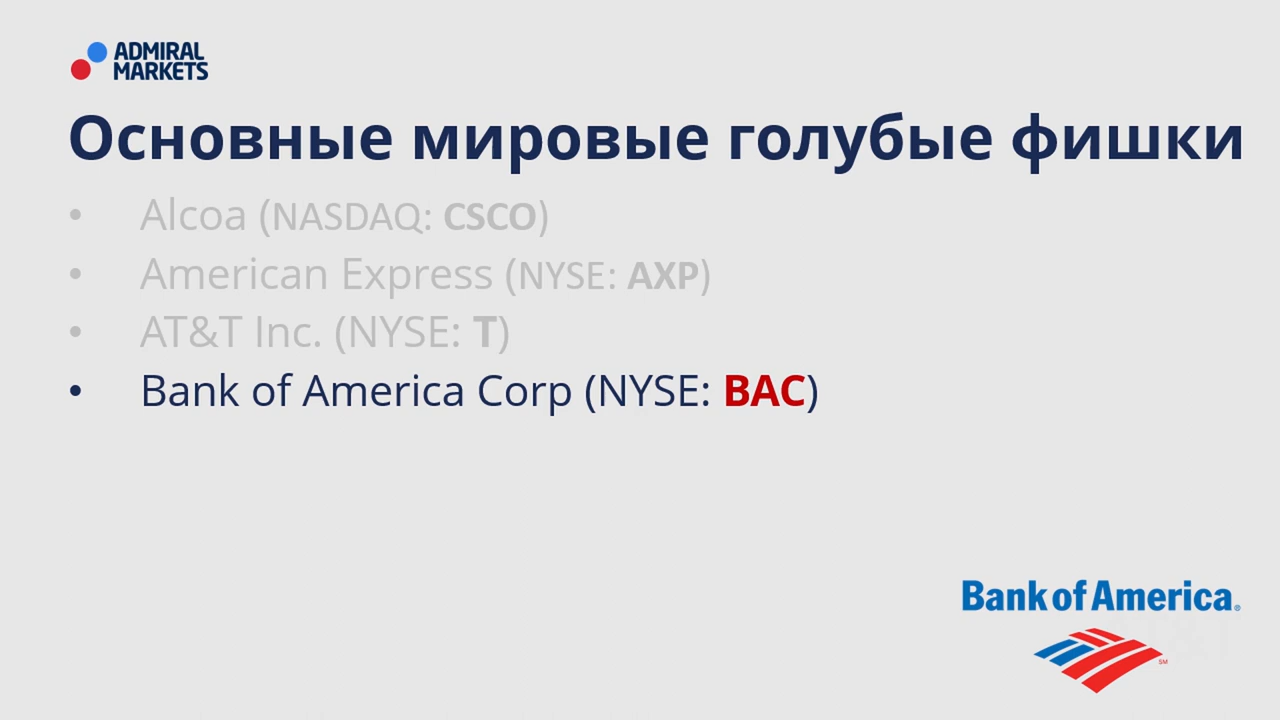 ADMIRAL
MARKETS
Основные мировые голубые фишки
• Alcoa (NASDAQ: CSCO)
• American Express (NYSE: AXP)
• AT&T Inc. (NYSE: T)
• Bank of America Corp (NYSE: BAC)
Bank of America®
SM